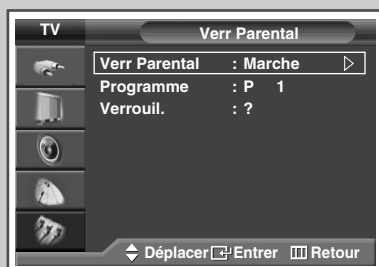 TV
Verr Parental
Verr Parental : Marche
Programme : P 1
Verrouil. : ?
Déplacer Entrer Retour